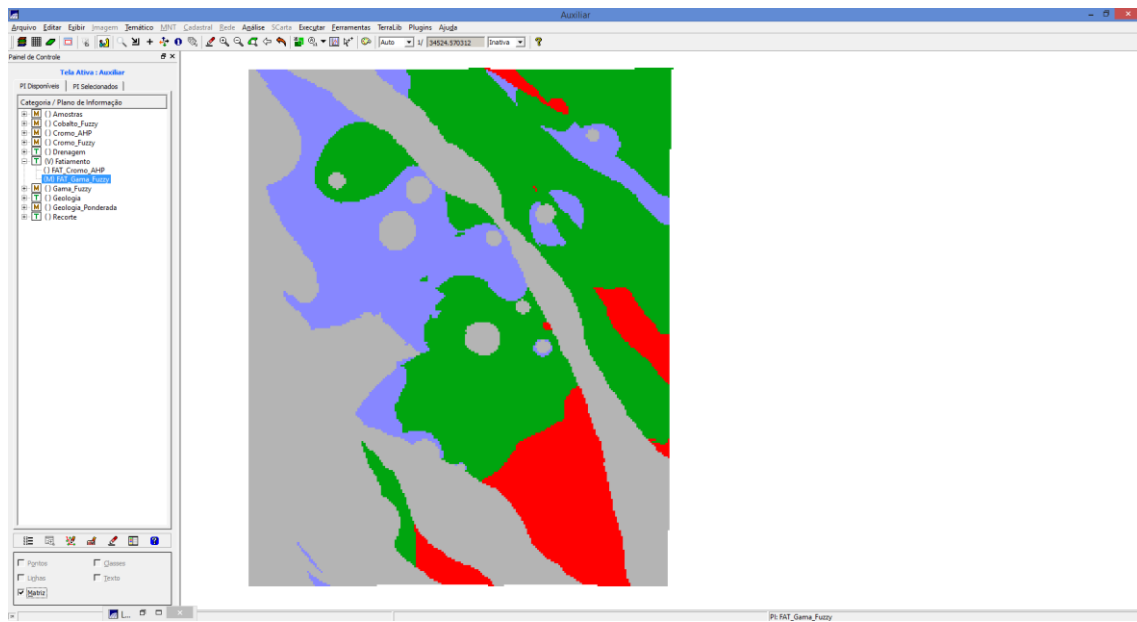 Auxiliar
Arquivo Editar Exibir Imagem Temático MNT Cadastral Rede Análise SCarta Executar Ferramentas TerraLib Plugins Ajuda
Auto 1/ 34524.570312 Inativa
Painel de Controle
Tela Ativa : Auxiliar
PI Disponíveis PI Selecionados
Categoria / Plano de Informação
M () Amostras
M () Cobalto_Fuzzy
M () Cromo_AHP
M () Cromo_Fuzzy
T () Drenagem
T (V) Fatiamento
() FAT_Cromo_AHP
(M) FAT_Gama_Fuzzy
M () Gama_Fuzzy
T () Geologia
M () Geologia_Ponderada
T () Recorte
Pontos Classes
Linhas Texto
Matriz
L...
PI: FAT_Gama_Fuzzy